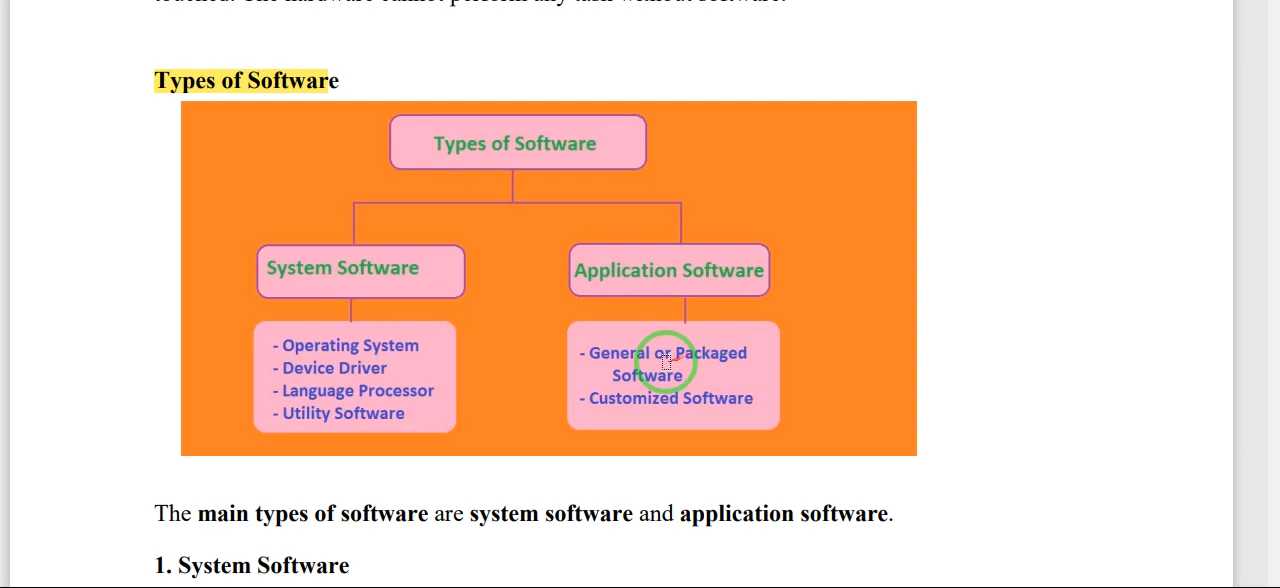 Types of Software
Types of Software
System Software
Application Software
- Operating System
- Device Driver
- Language Processor
- Utility Software
- General or Packaged
Software
- Customized Software
The main types of software are system software and application software.
1. System Software